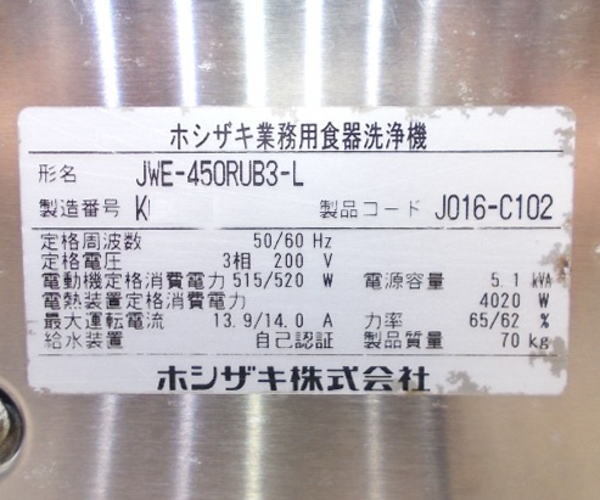 ホシザキ業務用食器洗浄機
形名 JWE-450RUB3-L
製造番号 K 製品コード J016-C102
定格周波数 50/60 Hz
定格電圧 3相 200 V
電動機定格消費電力 515/520 W 電源容量 5.1 kVA
電熱装置定格消費電力 4020 W
最大運転電流 13.9/14.0 A 力率 65/62 %
給水装置 自己認証 製品質量 70 kg
ホシザキ株式会社